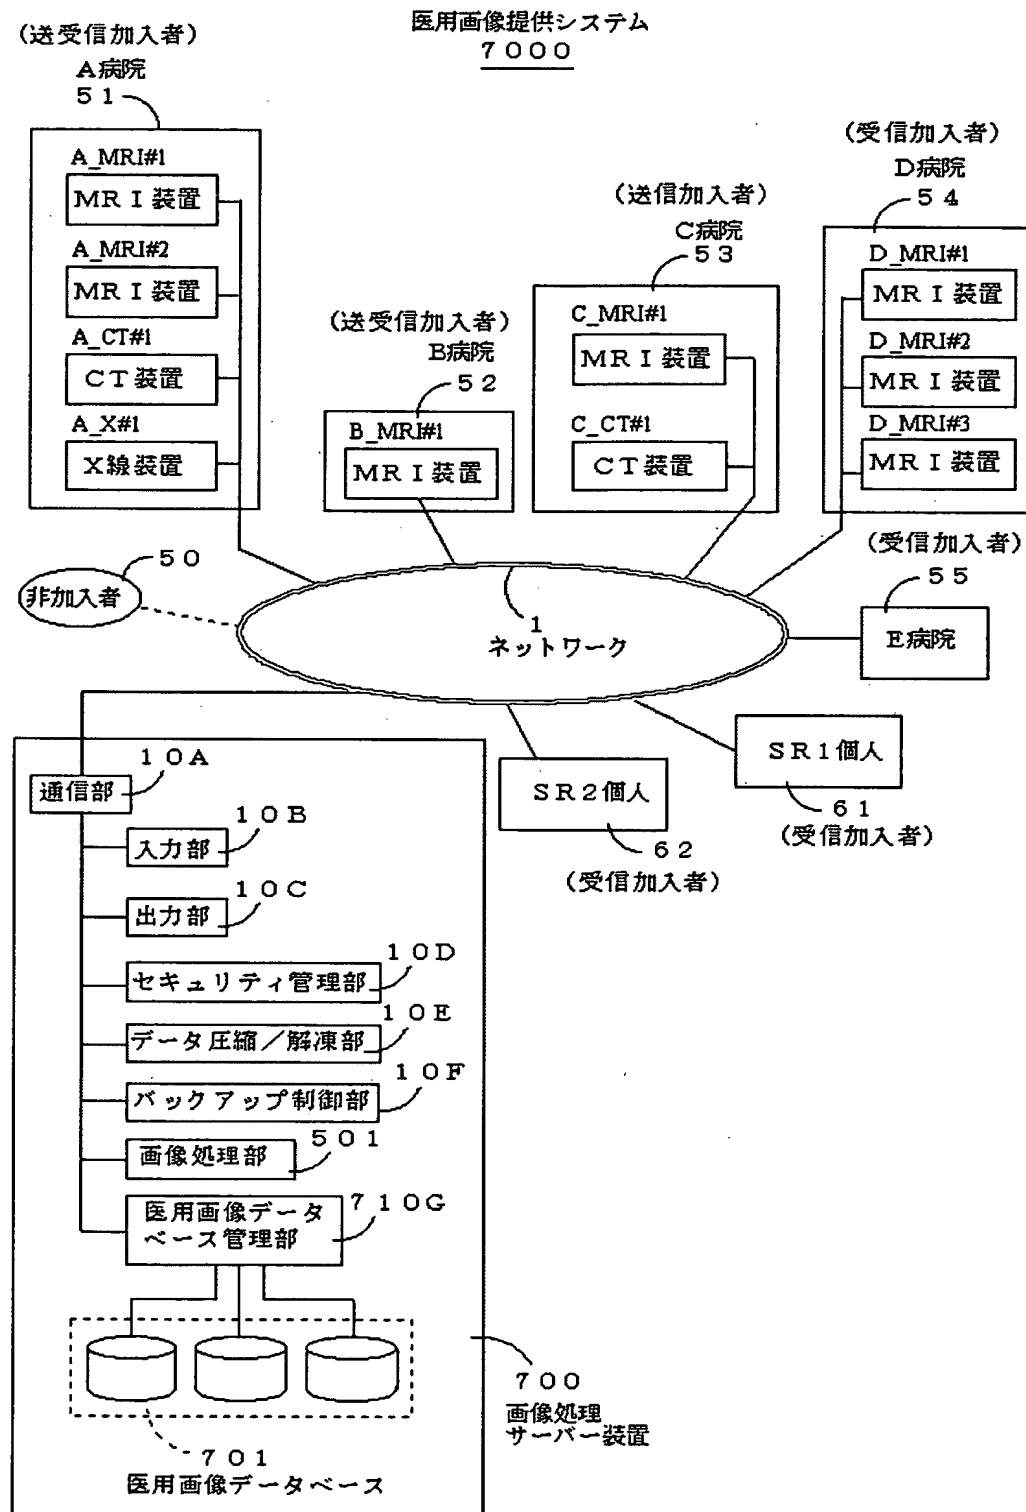 医用画像提供システム
７０００
(送受信加入者)
A病院
５１
A_MRI#1
ＭＲＩ装置
A_MRI#2
ＭＲＩ装置
A_CT#1
ＣＴ装置
A_X#1
Ｘ線装置
(送受信加入者)
B病院
５２
B_MRI#1
ＭＲＩ装置
(送信加入者)
C病院
５３
C_MRI#1
ＭＲＩ装置
C_CT#1
ＣＴ装置
(受信加入者)
D病院
５４
D_MRI#1
ＭＲＩ装置
D_MRI#2
ＭＲＩ装置
D_MRI#3
ＭＲＩ装置
５０
非加入者
１
ネットワーク
(受信加入者)
５５
E病院
ＳＲ１個人
６１
(受信加入者)
ＳＲ２個人
６２
(受信加入者)
１０Ａ
通信部
１０Ｂ
入力部
１０Ｃ
出力部
１０Ｄ
セキュリティ管理部
１０Ｅ
データ圧縮／解凍部
１０Ｆ
バックアップ制御部
５０１
画像処理部
７１０Ｇ
医用画像データ
ベース管理部
７００
画像処理
サーバー装置
７０１
医用画像データベース